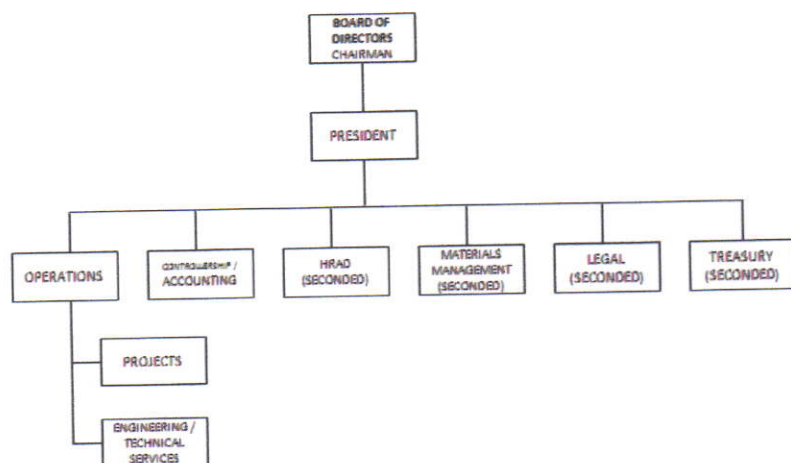 BOARD OF
DIRECTORS
CHAIRMAN
PRESIDENT
OPERATIONS
CONTROLLERSHIP /
ACCOUNTING
HRAD
(SECONDED)
MATERIALS
MANAGEMENT
(SECONDED)
LEGAL
(SECONDED)
TREASURY
(SECONDED)
PROJECTS
ENGINEERING /
TECHNICAL
SERVICES